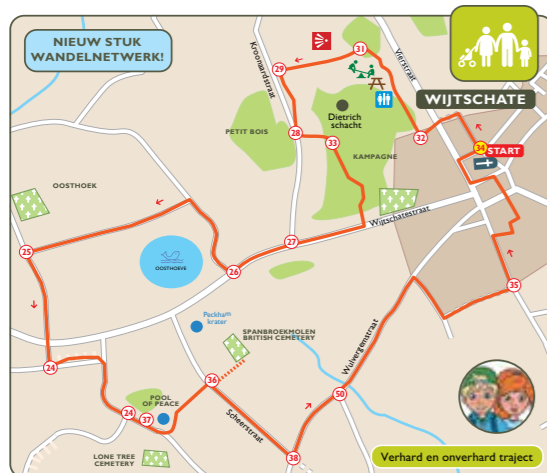 NIEUW STUK
WANDELNETWERK!
Kroonaardstraat
31
Vierstraat
29
WIJTSCHATE
Dietrich
schacht
PETIT BOIS
28
33
32
34
START
KAMPAGNE
OOSTHOEK
Wijtschatestraat
25
27
OOSTHOEVE
26
35
Peckham
krater
SPANBROEKMOLEN
BRITISH CEMETERY
Wulvergenstraat
24
36
50
24
37
POOL
OF PEACE
Scheerstraat
LONE TREE
CEMETERY
38
Verhard en onverhard traject